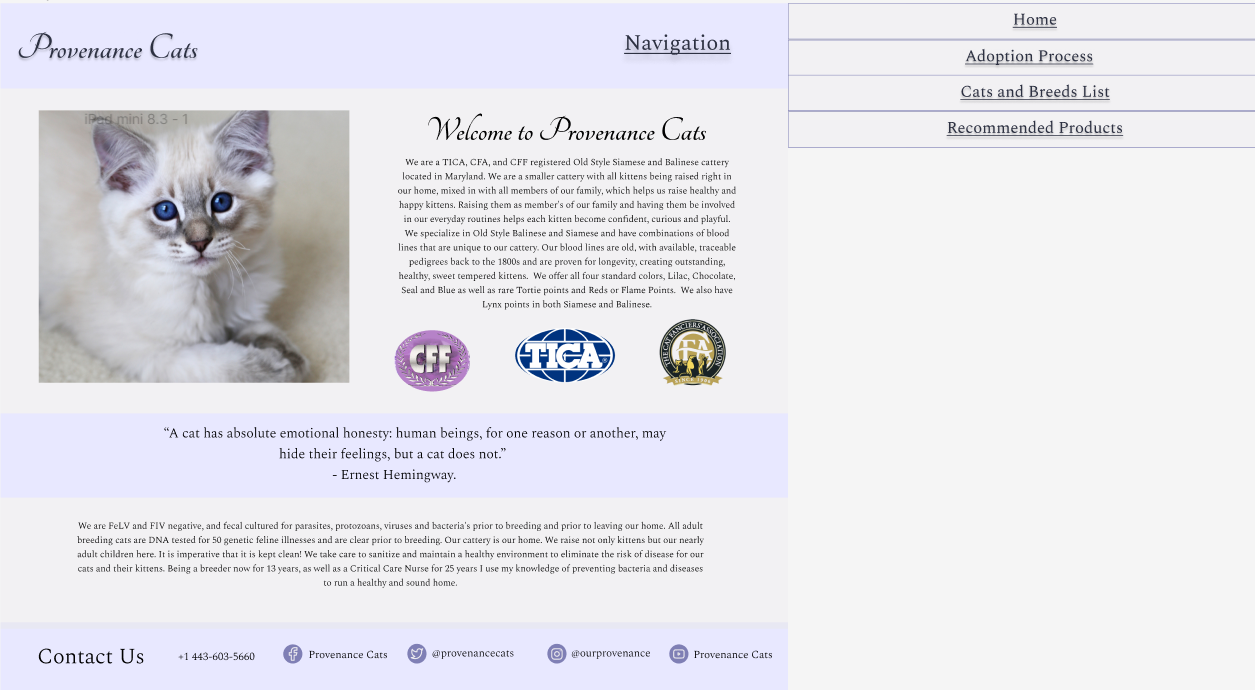 Provenance Cats
Navigation
Home
Adoption Process
Cats and Breeds List
Recommended Products
iPad mini 8.3 - 1
Welcome to Provenance Cats
We are a TICA, CFA, and CFF registered Old Style Siamese and Balinese cattery
located in Maryland. We are a smaller cattery with all kittens being raised right in
our home, mixed in with all members of our family, which helps us raise healthy and
happy kittens. Raising them as member's of our family and having them be involved
in our everyday routines helps each kitten become confident, curious and playful.
We specialize in Old Style Balinese and Siamese and have combinations of blood
lines that are unique to our cattery. Our blood lines are old, with available, traceable
pedigrees back to the 1800s and are proven for longevity, creating outstanding,
healthy, sweet tempered kittens. We offer all four standard colors, Lilac, Chocolate,
Seal and Blue as well as rare Tortie points and Reds or Flame Points. We also have
Lynx points in both Siamese and Balinese.
CFF
TICA
THE CAT FANCIERS' ASSOCIATION
CFA
“A cat has absolute emotional honesty: human beings, for one reason or another, may
hide their feelings, but a cat does not.”
- Ernest Hemingway.
We are FeLV and FIV negative, and fecal cultured for parasites, protozoans, viruses and bacteria's prior to breeding and prior to leaving our home. All adult
breeding cats are DNA tested for 50 genetic feline illnesses and are clear prior to breeding. Our cattery is our home. We raise not only kittens but our nearly
adult children here. It is imperative that it is kept clean! We take care to sanitize and maintain a healthy environment to eliminate the risk of disease for our
cats and their kittens. Being a breeder now for 13 years, as well as a Critical Care Nurse for 25 years I use my knowledge of preventing bacteria and diseases
to run a healthy and sound home.
Contact Us
+1 443-603-5660
Provenance Cats
@provenancecats
@ourprovenance
Provenance Cats